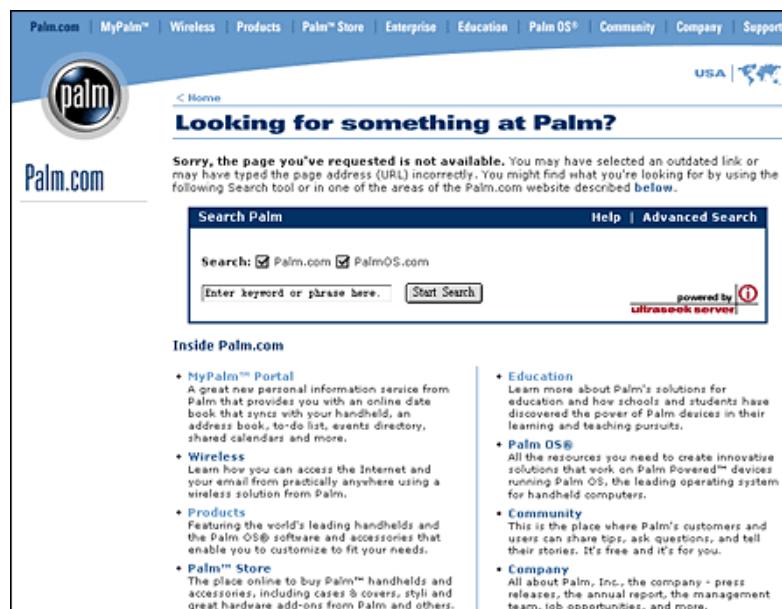 Palm.com | MyPalm™ | Wireless | Products | Palm™ Store | Enterprise | Education | Palm OS® | Community | Company | Support
palm
USA |
< Home
Looking for something at Palm?
Palm.com
Sorry, the page you've requested is not available. You may have selected an outdated link or
may have typed the page address (URL) incorrectly. You might find what you're looking for by using the
following Search tool or in one of the areas of the Palm.com website described below.
Search Palm
Help | Advanced Search
Search: Palm.com PalmOS.com
Enter keyword or phrase here. Start Search
powered by
ultraseek server
Inside Palm.com
MyPalm™ Portal
A great new personal information service from
Palm that provides you with an online date
book that syncs with your handheld, an
address book, to-do list, events directory,
shared calendars and more.
Wireless
Learn how you can access the Internet and
your email from practically anywhere using a
wireless solution from Palm.
Products
Featuring the world's leading handhelds and
the Palm OS® software and accessories that
enable you to customize to fit your needs.
Palm™ Store
The place online to buy Palm™ handhelds and
accessories, including cases & covers, styli and
great hardware add-ons from Palm and others.
Education
Learn more about Palm's solutions for
education and how schools and students have
discovered the power of Palm devices in their
learning and teaching pursuits.
Palm OS®
All the resources you need to create innovative
solutions that work on Palm Powered™ devices
running Palm OS, the leading operating system
for handheld computers.
Community
This is the place where Palm's customers and
users can share tips, ask questions, and tell
their stories. It's free and it's for you.
Company
All about Palm, Inc., the company - press
releases, the annual report, the management
team, job opportunities, and more.